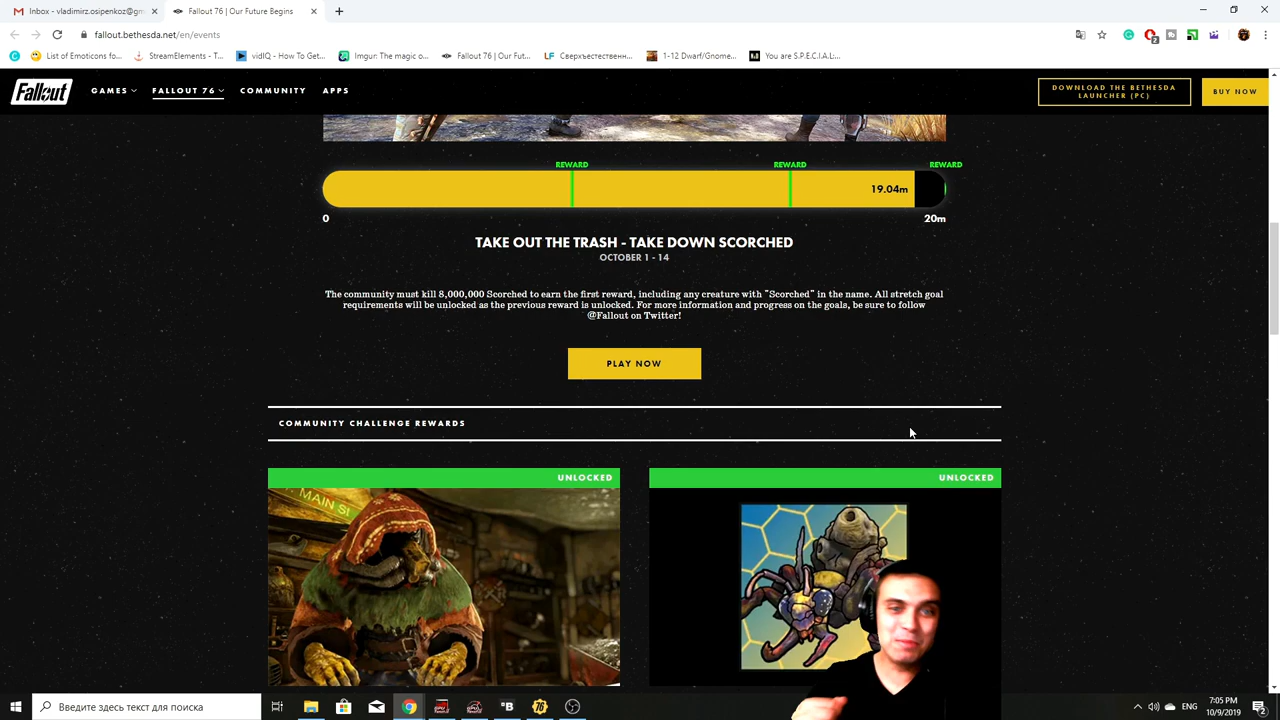 Inbox - vladimirz.osipenkoz@gm
Fallout 76 | Our Future Begins
fallout.bethesda.net/en/events
2
List of Emoticons fo...
StreamElements - T...
vidIQ - How To Get...
Imgur: The magic o...
Fallout 76 | Our Fut...
Сверхъестественн...
1-12 Dwarf/Gnome...
You are S.P.E.C.I.A.L:...
Fallout
GAMES
FALLOUT 76
COMMUNITY
APPS
DOWNLOAD THE BETHESDA
LAUNCHER (PC)
BUY NOW
REWARD
REWARD
REWARD
19.04m
0
20m
TAKE OUT THE TRASH - TAKE DOWN SCORCHED
OCTOBER 1 - 14
The community must kill 8,000,000 Scorched to earn the first reward, including any creature with "Scorched" in the name. All stretch goal
requirements will be unlocked as the previous reward is unlocked. For more information and progress on the goals, be sure to follow
@Fallout on Twitter!
PLAY NOW
COMMUNITY CHALLENGE REWARDS
UNLOCKED
UNLOCKED
MAIN
Введите здесь текст для поиска
76
ENG
7:05 PM
10/9/2019
2